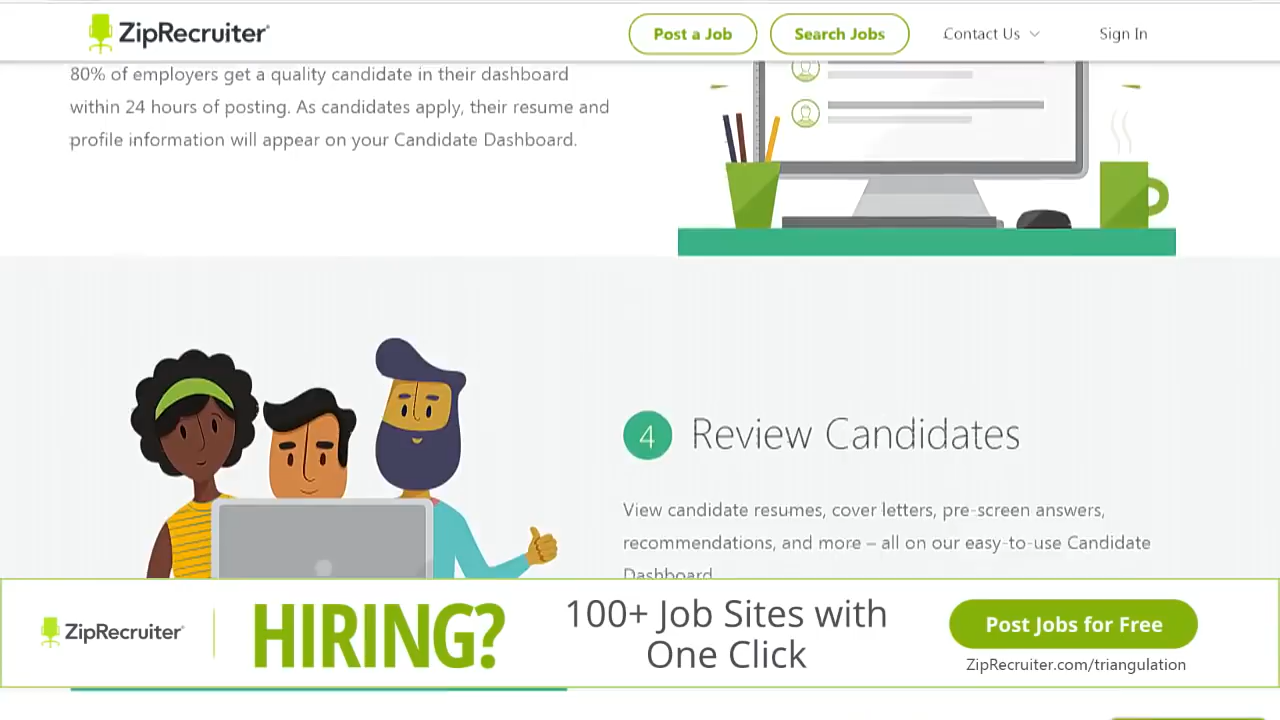 ZipRecruiter
Post a Job
Search Jobs
Contact Us
Sign In
80% of employers get a quality candidate in their dashboard
within 24 hours of posting. As candidates apply, their resume and
profile information will appear on your Candidate Dashboard.
4 Review Candidates
View candidate resumes, cover letters, pre-screen answers,
recommendations, and more – all on our easy-to-use Candidate
Dashboard
ZipRecruiter
HIRING?
100+ Job Sites with
One Click
Post Jobs for Free
ZipRecruiter.com/triangulation